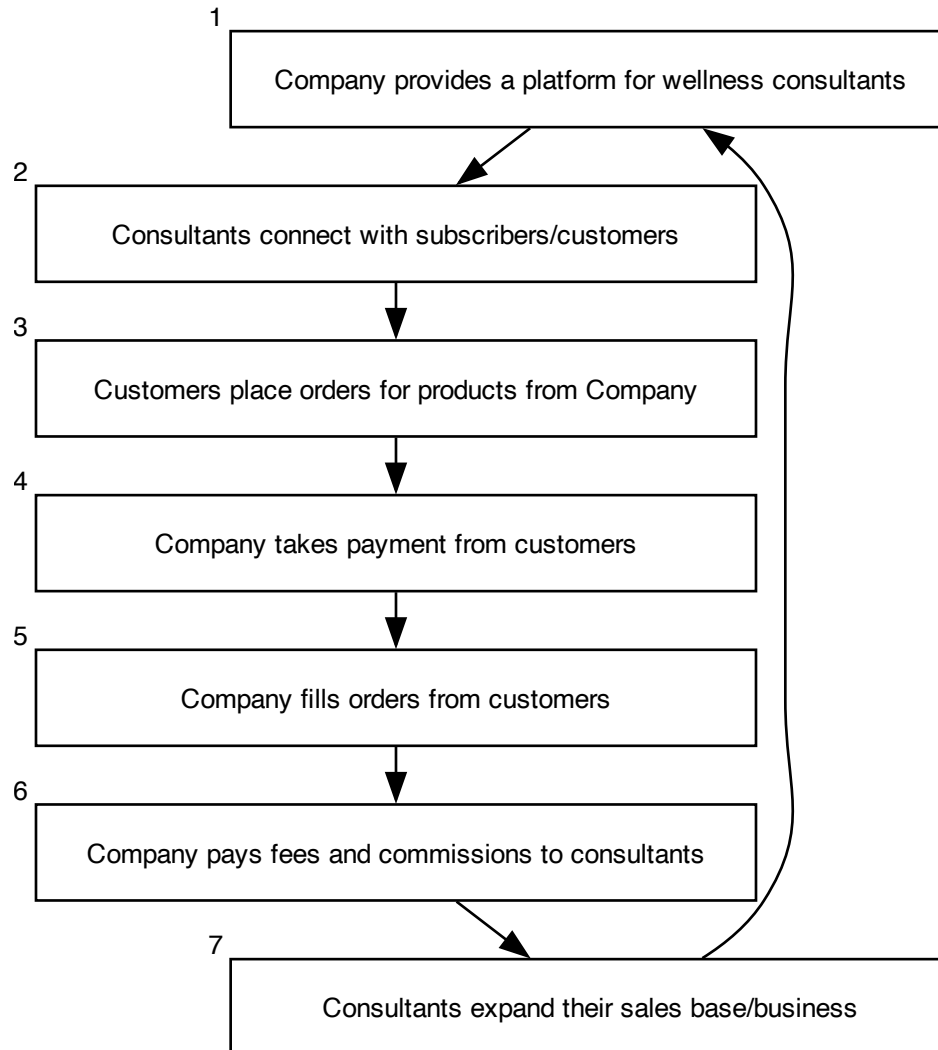 1
Company provides a platform for wellness consultants
2
Consultants connect with subscribers/customers
3
Customers place orders for products from Company
4
Company takes payment from customers
5
Company fills orders from customers
6
Company pays fees and commissions to consultants
7
Consultants expand their sales base/business